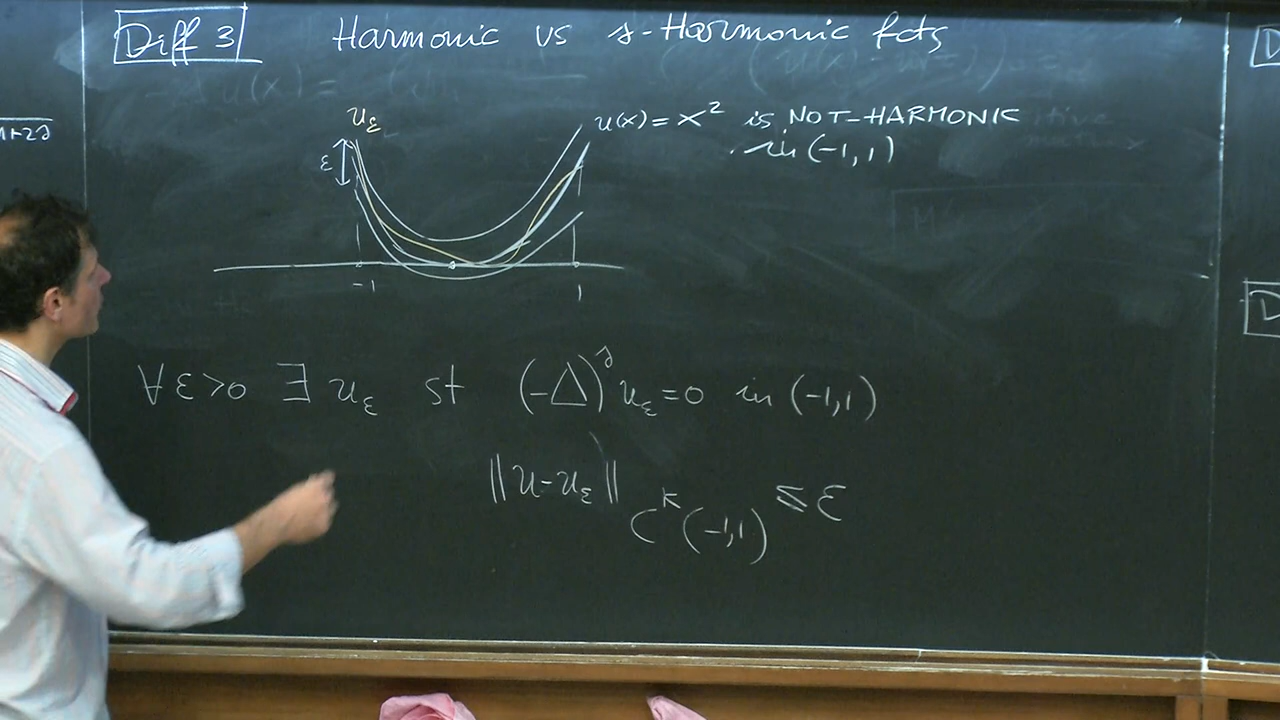 Diff 3 Harmonic vs s-Harmonic fcts
u_ε
u(x) = x² is NOT-HARMONIC
in (-1,1)
ε
-1 1
∀ε>0 ∃ u_ε st (-Δ)^s u_ε = 0 in (-1,1)
‖u-u_ε‖_{C^k(-1,1)} ≤ ε